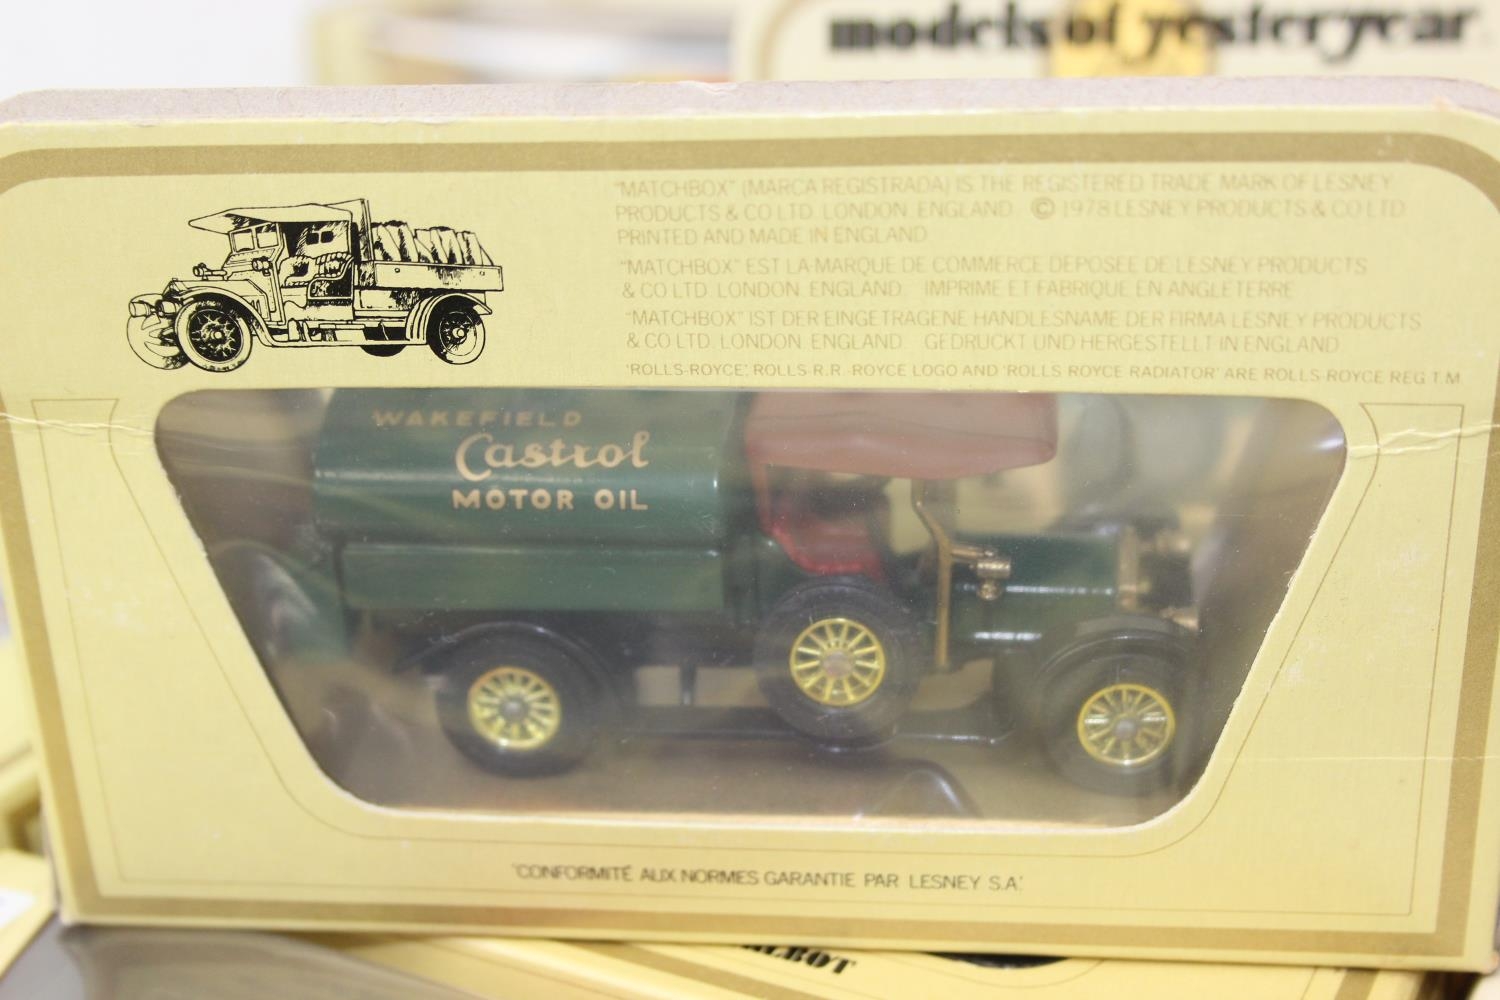 models of yesteryear
"MATCHBOX" (MARCA REGISTRADA) IS THE REGISTERED TRADE MARK OF LESNEY
PRODUCTS & CO LTD. LONDON. ENGLAND. © 1978 LESNEY PRODUCTS & CO LTD
PRINTED AND MADE IN ENGLAND
"MATCHBOX" EST LA MARQUE DE COMMERCE DEPOSEE DE LESNEY PRODUCTS
& CO LTD. LONDON. ENGLAND. IMPRIME ET FABRIQUE EN ANGLETERRE
"MATCHBOX" IST DER EINGETRAGENE HANDLESNAME DER FIRMA LESNEY PRODUCTS
& CO LTD. LONDON. ENGLAND. GEDRUCKT UND HERGESTELLT IN ENGLAND
'ROLLS-ROYCE', ROLLS-R.R.-ROYCE LOGO AND 'ROLLS ROYCE RADIATOR' ARE ROLLS-ROYCE REG T.M.
WAKEFIELD
Castrol
MOTOR OIL
"CONFORMITÉ AUX NORMES GARANTIE PAR LESNEY S.A."